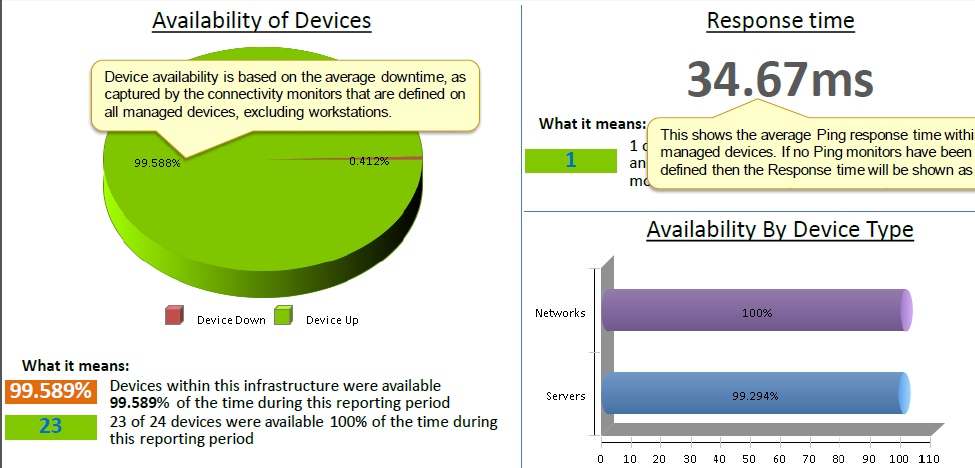 Availability of Devices
Device availability is based on the average downtime, as
captured by the connectivity monitors that are defined on
all managed devices, excluding workstations.
99.588%
0.412%
Device Down
Device Up
What it means:
99.589%
Devices within this infrastructure were available
99.589% of the time during this reporting period
23
23 of 24 devices were available 100% of the time during
this reporting period
Response time
34.67ms
What it means:
This shows the average Ping response time
managed devices. If no Ping monitors have been
defined then the Response time will be shown as
1
1
Availability By Device Type
Networks
100%
Servers
99.294%
0 10 20 30 40 50 60 70 80 90 100 110